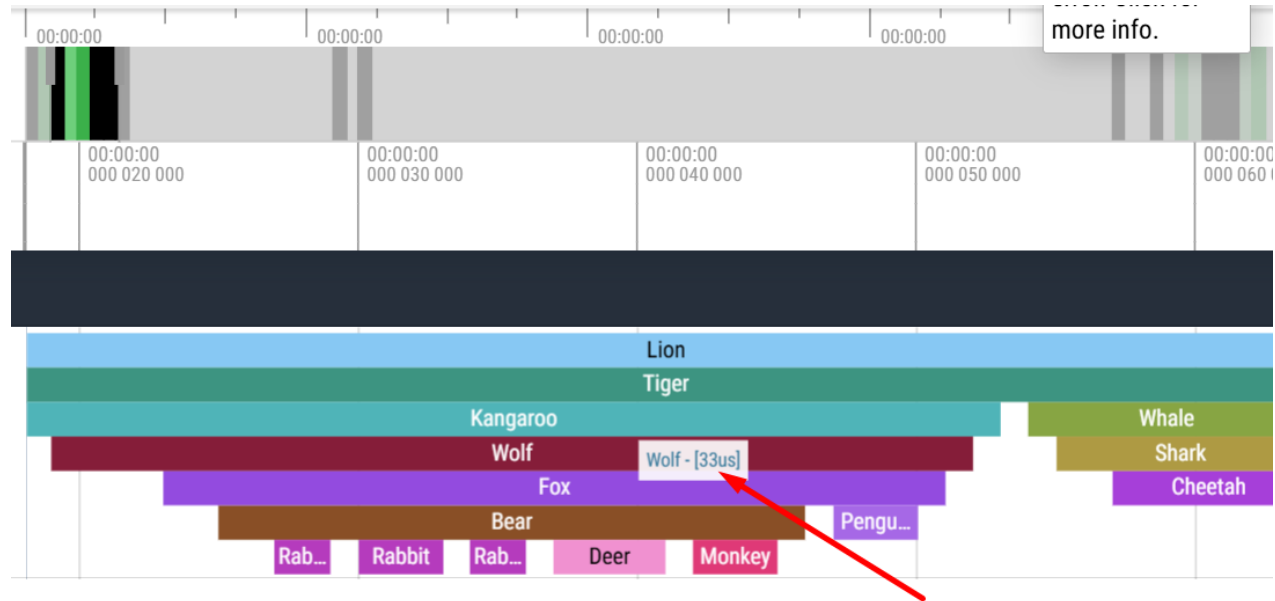 00:00:00
00:00:00
00:00:00
00:00:00
more info.
00:00:00
000 020 000
00:00:00
000 030 000
00:00:00
000 040 000
00:00:00
000 050 000
00:00:00
000 060
Lion
Tiger
Kangaroo
Whale
Wolf
Wolf - [33us]
Shark
Fox
Cheetah
Bear
Pengu...
Rab...
Rabbit
Rab...
Deer
Monkey